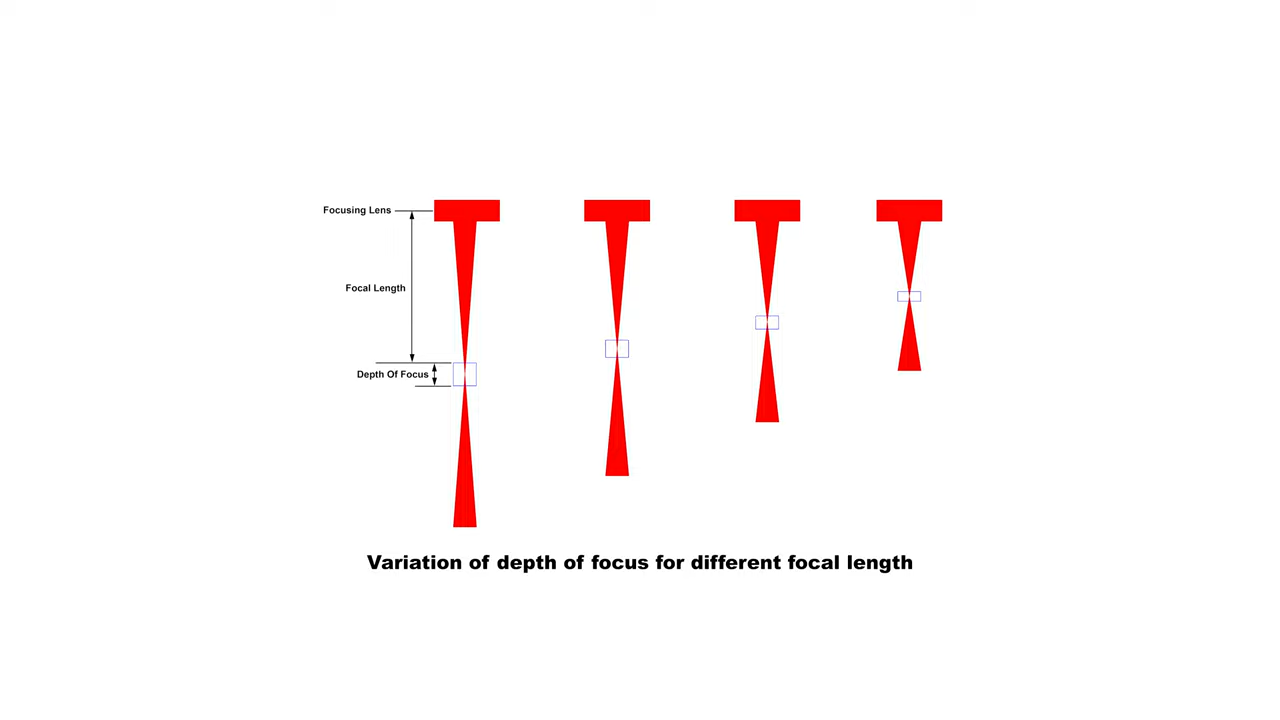 Focusing Lens
Focal Length
Depth Of Focus
Variation of depth of focus for different focal length